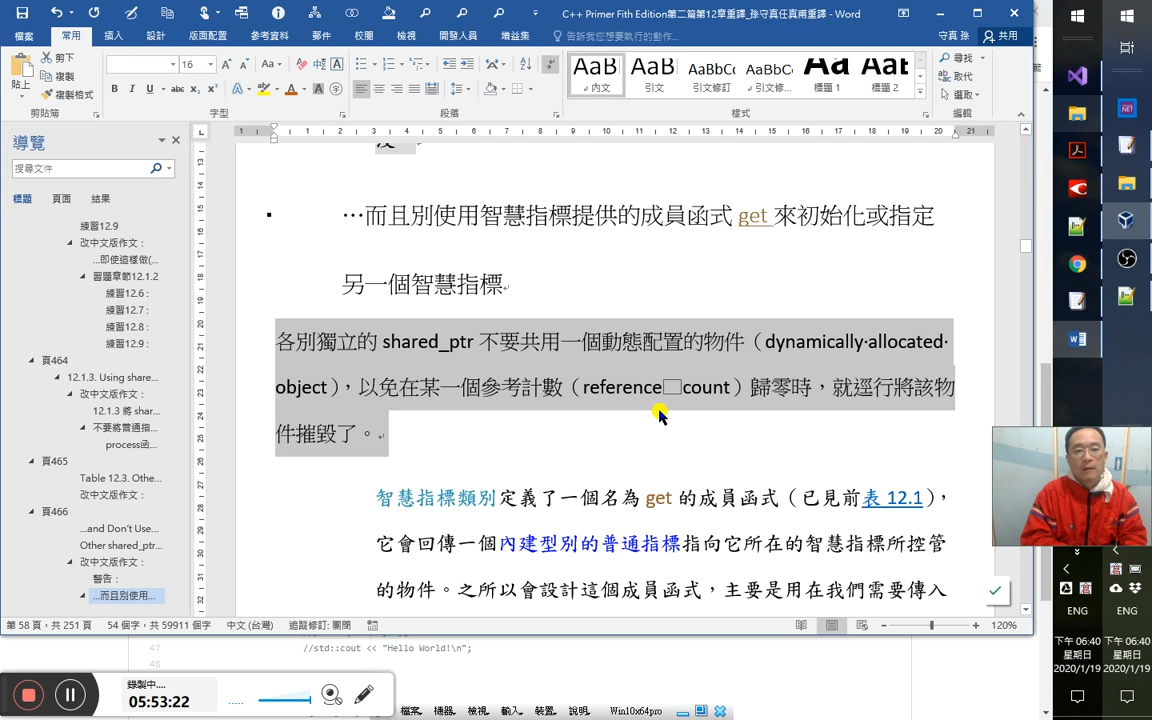 C++ Primer Fith Edition第二篇第12章重譯_孫守真任真甫重譯 - Word
檔案 常用 插入 設計 版面配置 參考資料 郵件 校閱 檢視 開發人員 增益集 告訴我您想要執行的動作... 守真 孫 共用
貼上 剪下 複製 複製格式
16
AaBb AaBb AaBbCc AaBbCc AaB AaBb
內文 引文 引文修訂 引文修... 標題 1 標題 2
尋找 取代 選取
剪貼簿 字型 段落 樣式 編輯
導覽
搜尋文件
標題 頁面 結果
練習12.9
改中文版作文：
...即使這樣做(...
習題章節12.1.2
練習12.6：
練習12.7：
練習12.8：
練習12.9：
頁464
12.1.3. Using share...
12.1.3 將 shar...
不要將普通指...
process函...
頁465
Table 12.3. Othe...
改中文版作文：
頁466
...and Don't Use...
Other shared_ptr...
改中文版作文：
警告：
...而且別使用...
…而且別使用智慧指標提供的成員函式 get 來初始化或指定
另一個智慧指標
各別獨立的 shared_ptr 不要共用一個動態配置的物件（dynamically allocated
object），以免在某一個參考計數（reference□count）歸零時，就逕行將該物
件摧毀了。
智慧指標類別定義了一個名為 get 的成員函式（已見前表 12.1），
它會回傳一個內建型別的普通指標指向它所在的智慧指標所控管
的物件。之所以會設計這個成員函式，主要是用在我們需要傳入
第 58 頁，共 251 頁 54 個字，共 59911 個字 中文 (台灣) 追蹤修訂: 關閉 120%
47 //std::cout << "Hello World!\n";
48
錄製中....
05:53:22
檔案 機器 檢視 輸入 裝置 說明 Win10x64pro
ENG ENG
下午 06:40 下午 06:40
星期日 星期日
2020/1/19 2020/1/19